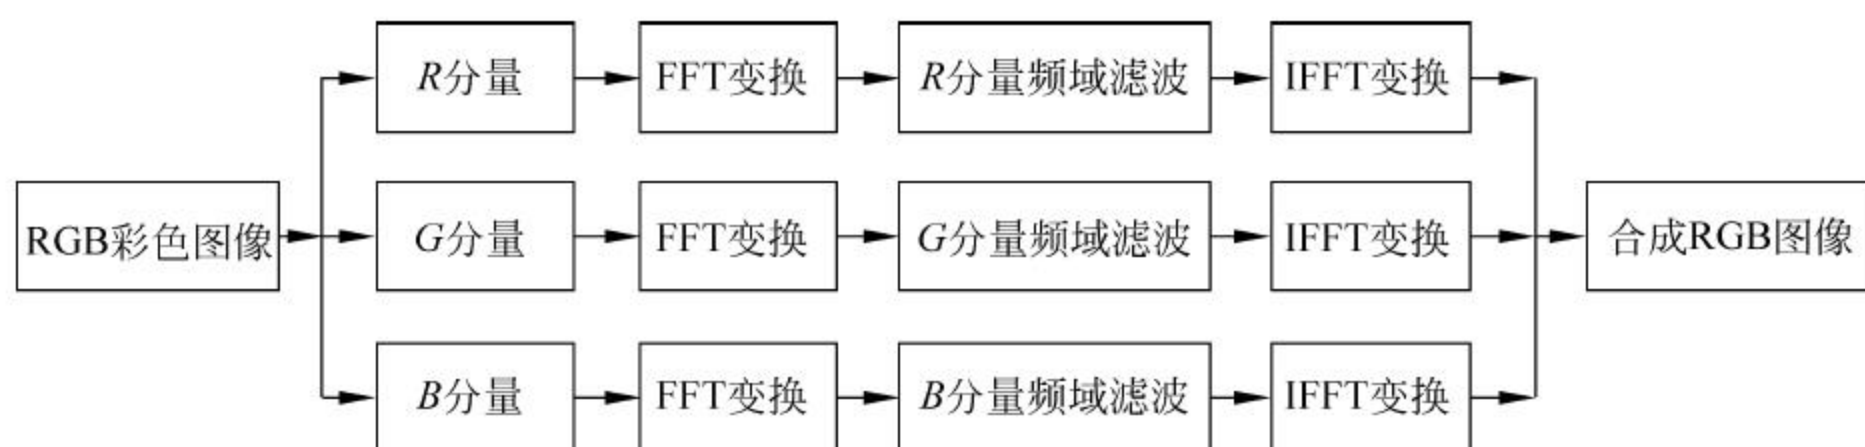 R分量
FFT变换
R分量频域滤波
IFFT变换
RGB彩色图像
G分量
FFT变换
G分量频域滤波
IFFT变换
合成RGB图像
B分量
FFT变换
B分量频域滤波
IFFT变换